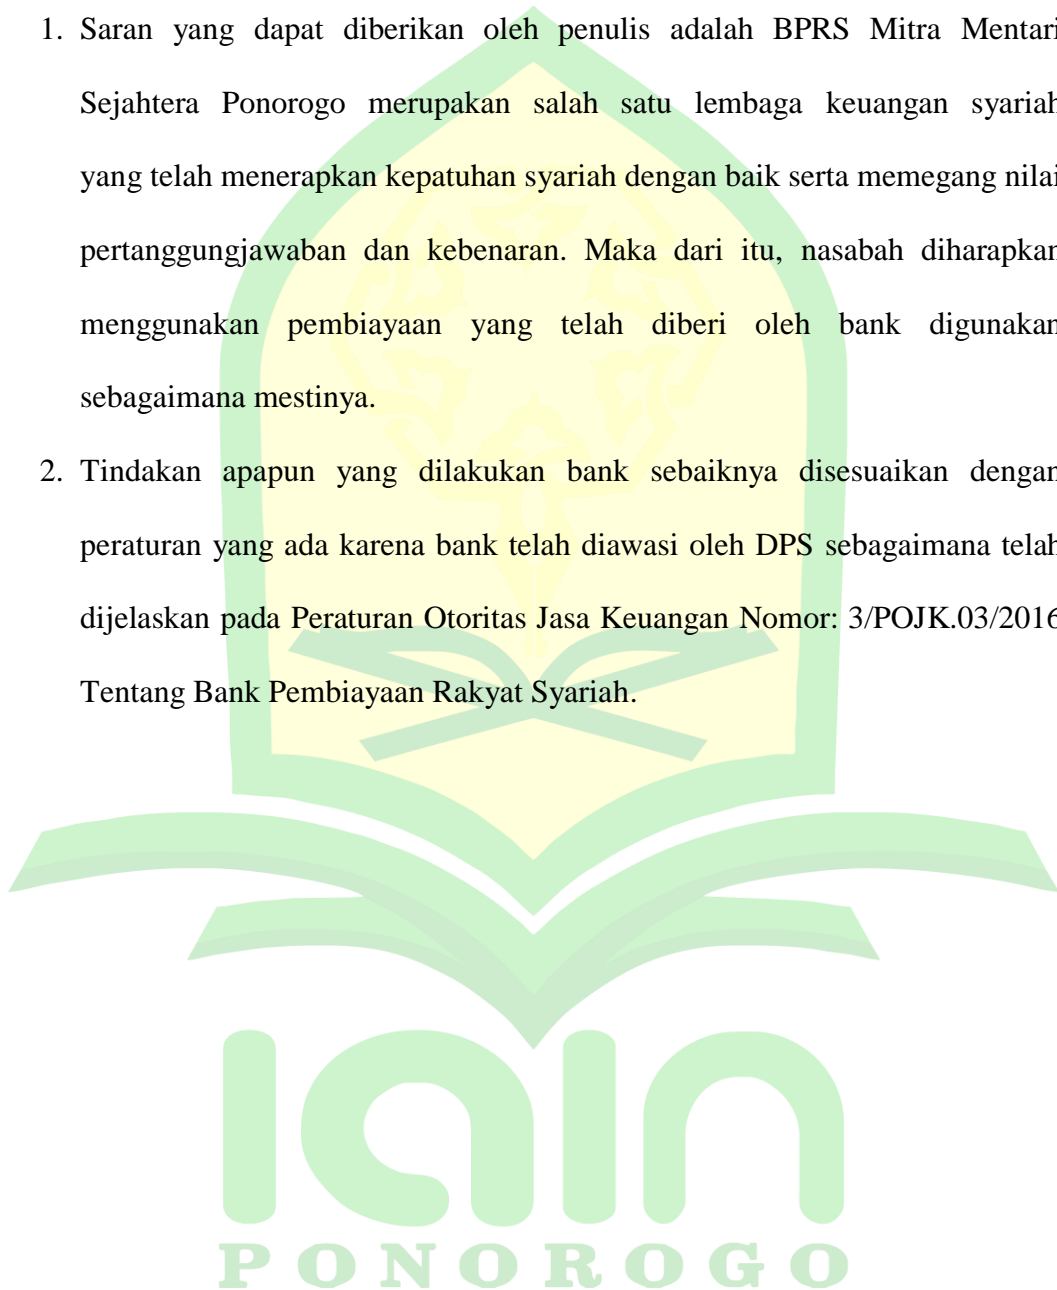 1. Saran yang dapat diberikan oleh penulis adalah BPRS Mitra Mentari
Sejahtera Ponorogo merupakan salah satu lembaga keuangan syariah
yang telah menerapkan kepatuhan syariah dengan baik serta memegang nilai
pertanggungjawaban dan kebenaran. Maka dari itu, nasabah diharapkan
menggunakan pembiayaan yang telah diberi oleh bank digunakan
sebagaimana mestinya.
2. Tindakan apapun yang dilakukan bank sebaiknya disesuaikan dengan
peraturan yang ada karena bank telah diawasi oleh DPS sebagaimana telah
dijelaskan pada Peraturan Otoritas Jasa Keuangan Nomor: 3/POJK.03/2016
Tentang Bank Pembiayaan Rakyat Syariah.
IAIN
PONOROGO